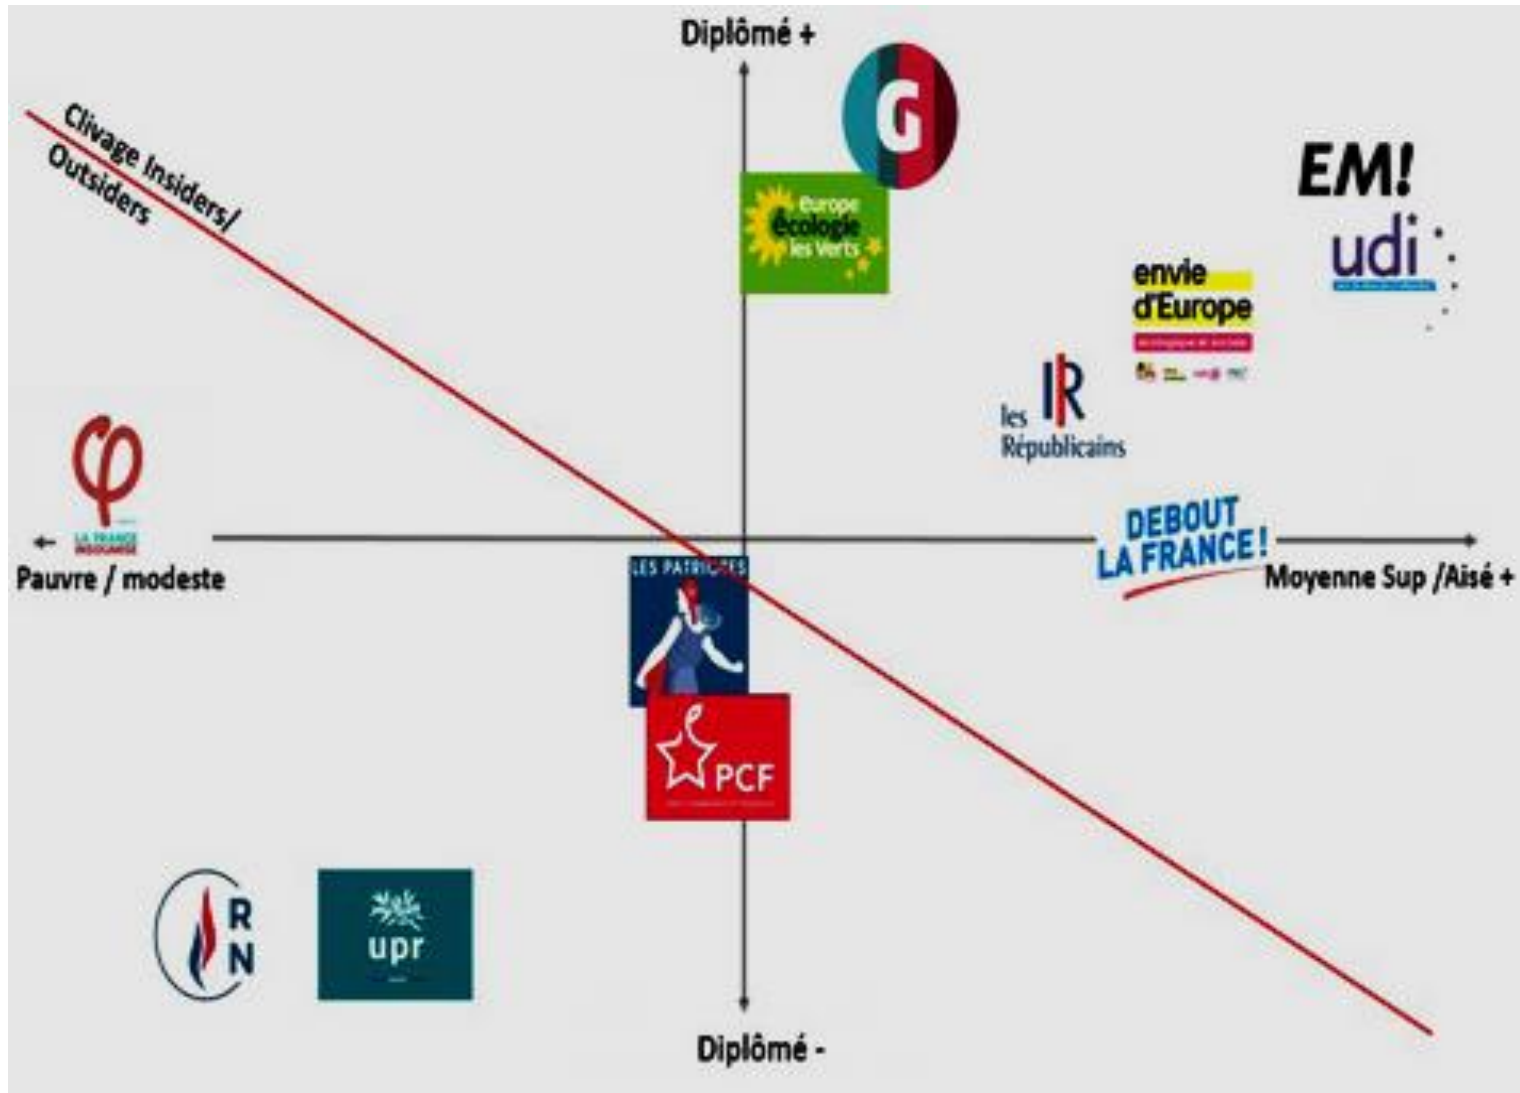 Diplômé +
G
Clivage Insiders/
Outsiders
EM!
europe
écologie
les Verts
udi
envie
d'Europe
les
R
Républicains
LA FRANCE
INSOUMISE
DEBOUT
LA FRANCE !
Pauvre / modeste
Moyenne Sup /Aisé +
LES PATRIOTES
PCF
R
N
upr
Diplômé -